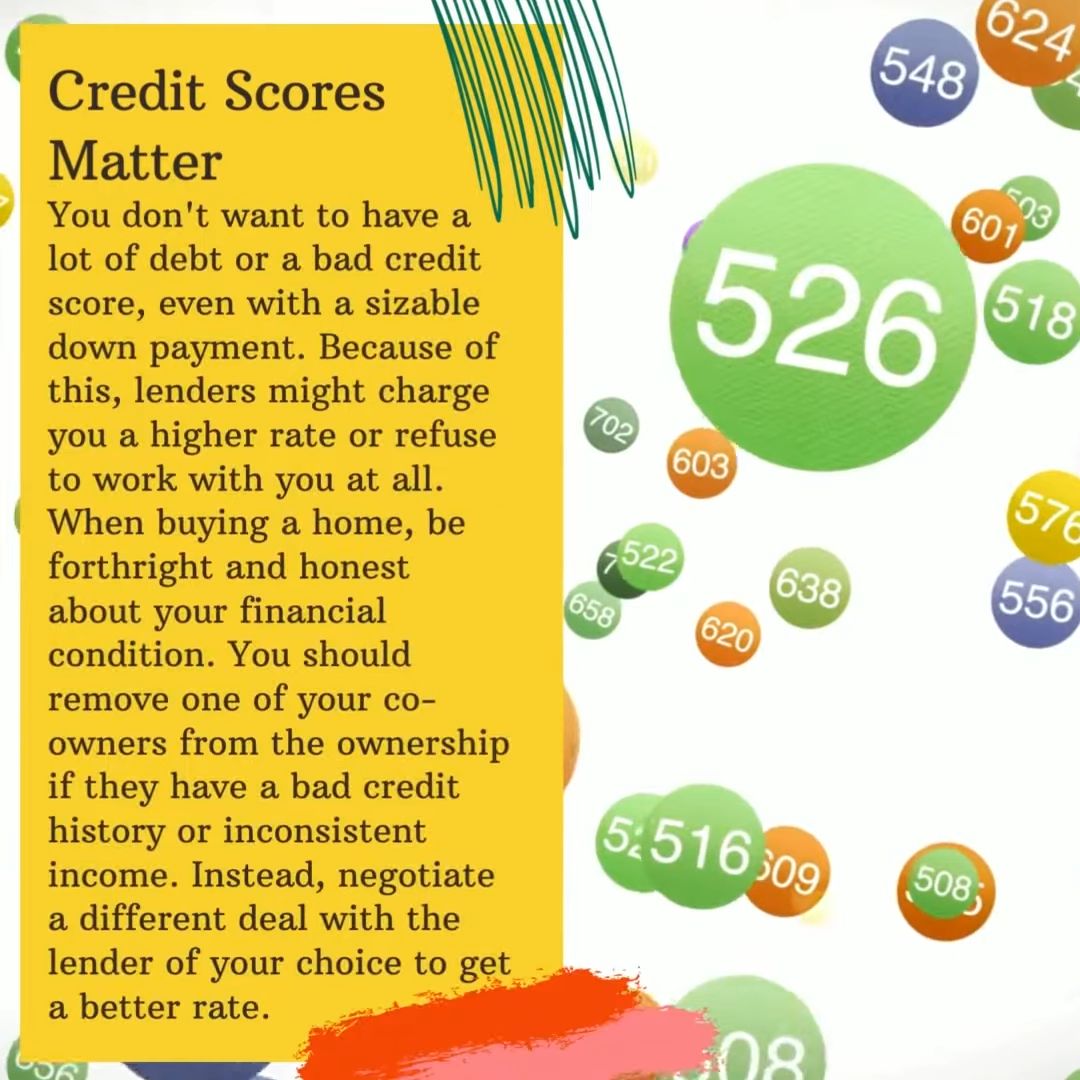 Credit Scores
Matter
You don't want to have a
lot of debt or a bad credit
score, even with a sizable
down payment. Because of
this, lenders might charge
you a higher rate or refuse
to work with you at all.
When buying a home, be
forthright and honest
about your financial
condition. You should
remove one of your co-
owners from the ownership
if they have a bad credit
history or inconsistent
income. Instead, negotiate
a different deal with the
lender of your choice to get
a better rate.
624
548
503
601
518
526
702
603
576
522
556
638
658
620
516
609
508